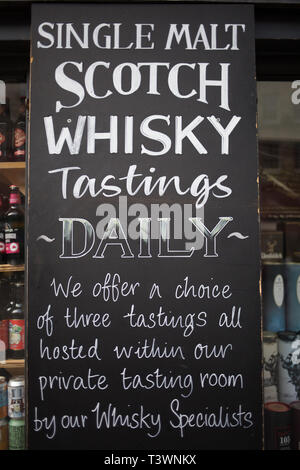 SINGLE MALT
SCOTCH
WHISKY
Tastings
~ DAILY ~
We offer a choice
of three tastings all
hosted within our
private tasting room
by our Whisky Specialists
105